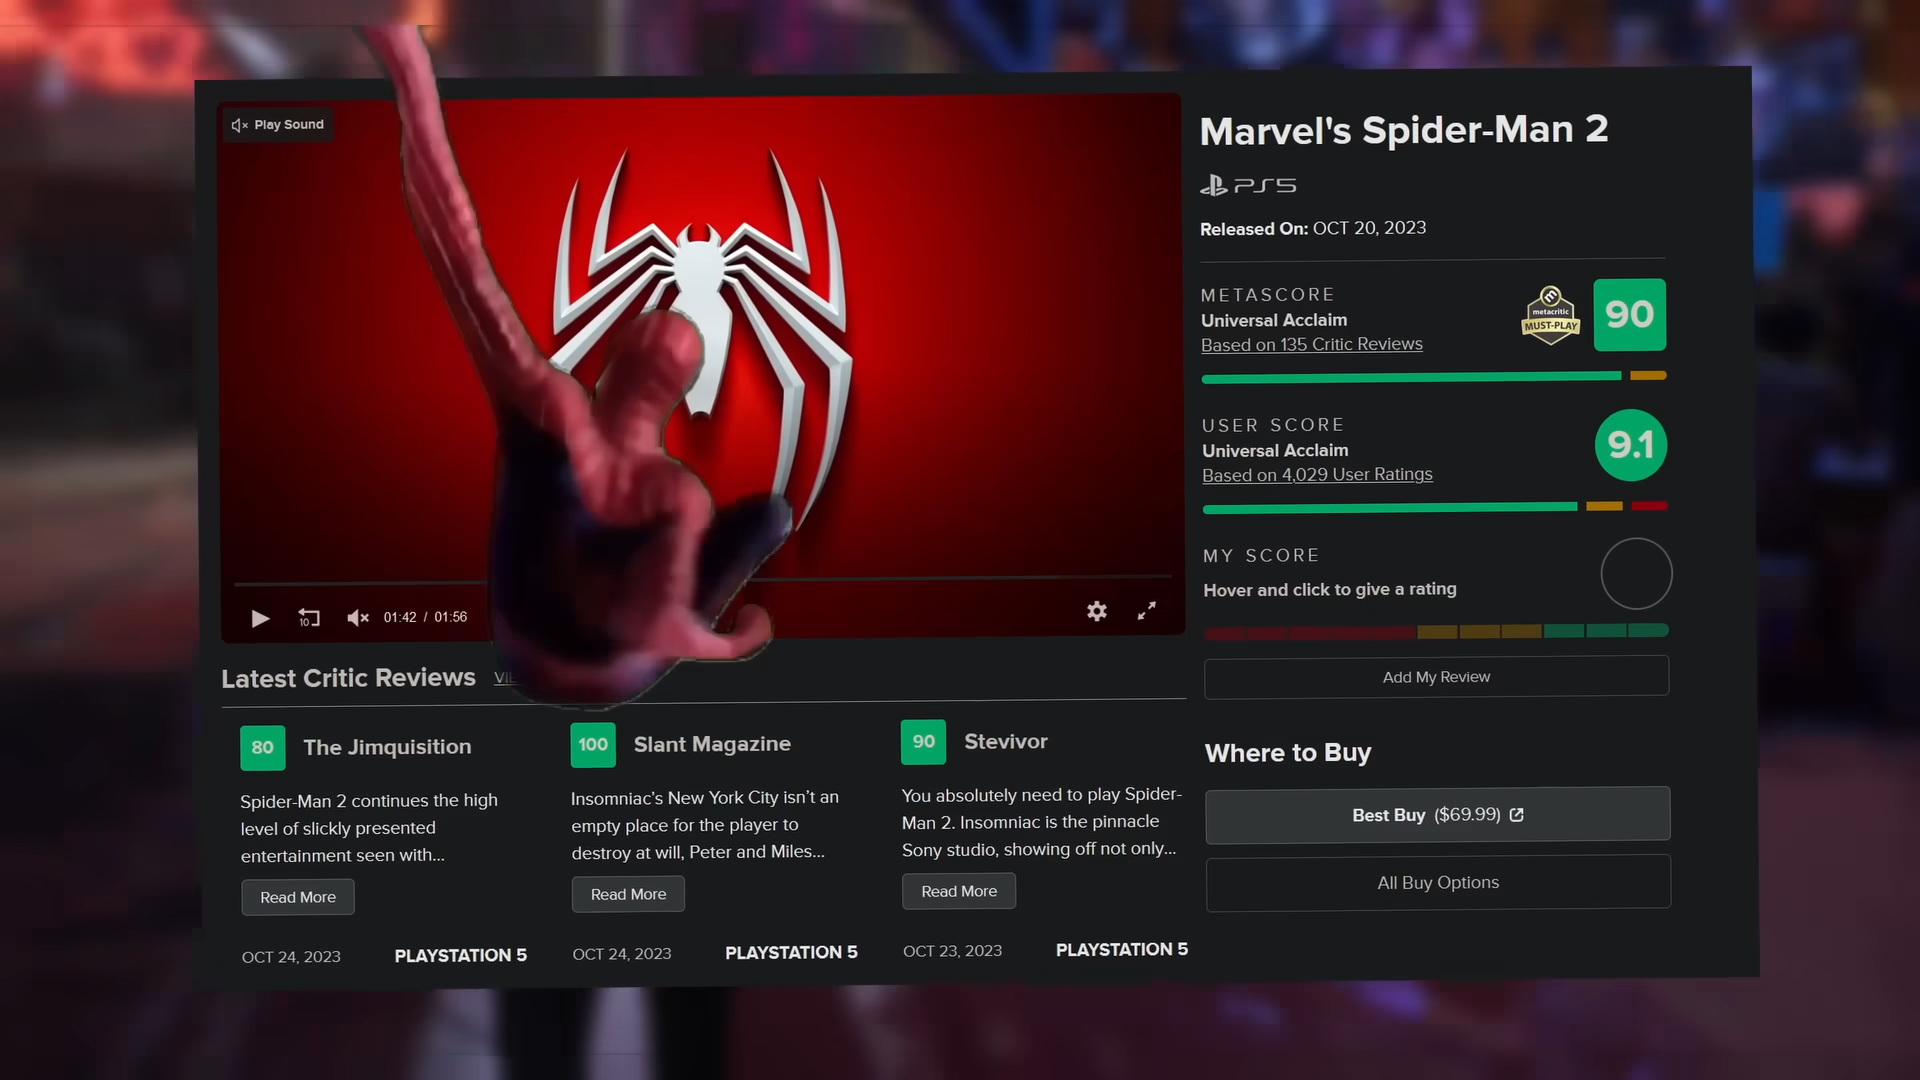 Play Sound
10
01:42 / 01:56
Marvel's Spider-Man 2
PS5
Released On: OCT 20, 2023
METASCORE
Universal Acclaim
Based on 135 Critic Reviews
m
metacritic
MUST-PLAY
90
USER SCORE
Universal Acclaim
Based on 4,029 User Ratings
9.1
MY SCORE
Hover and click to give a rating
Add My Review
Latest Critic Reviews
80 The Jimquisition
Spider-Man 2 continues the high
level of slickly presented
entertainment seen with...
Read More
OCT 24, 2023 PLAYSTATION 5
100 Slant Magazine
Insomniac's New York City isn't an
empty place for the player to
destroy at will, Peter and Miles...
Read More
OCT 24, 2023 PLAYSTATION 5
90 Stevivor
You absolutely need to play Spider-
Man 2. Insomniac is the pinnacle
Sony studio, showing off not only...
Read More
OCT 23, 2023 PLAYSTATION 5
Where to Buy
Best Buy ($69.99)
All Buy Options